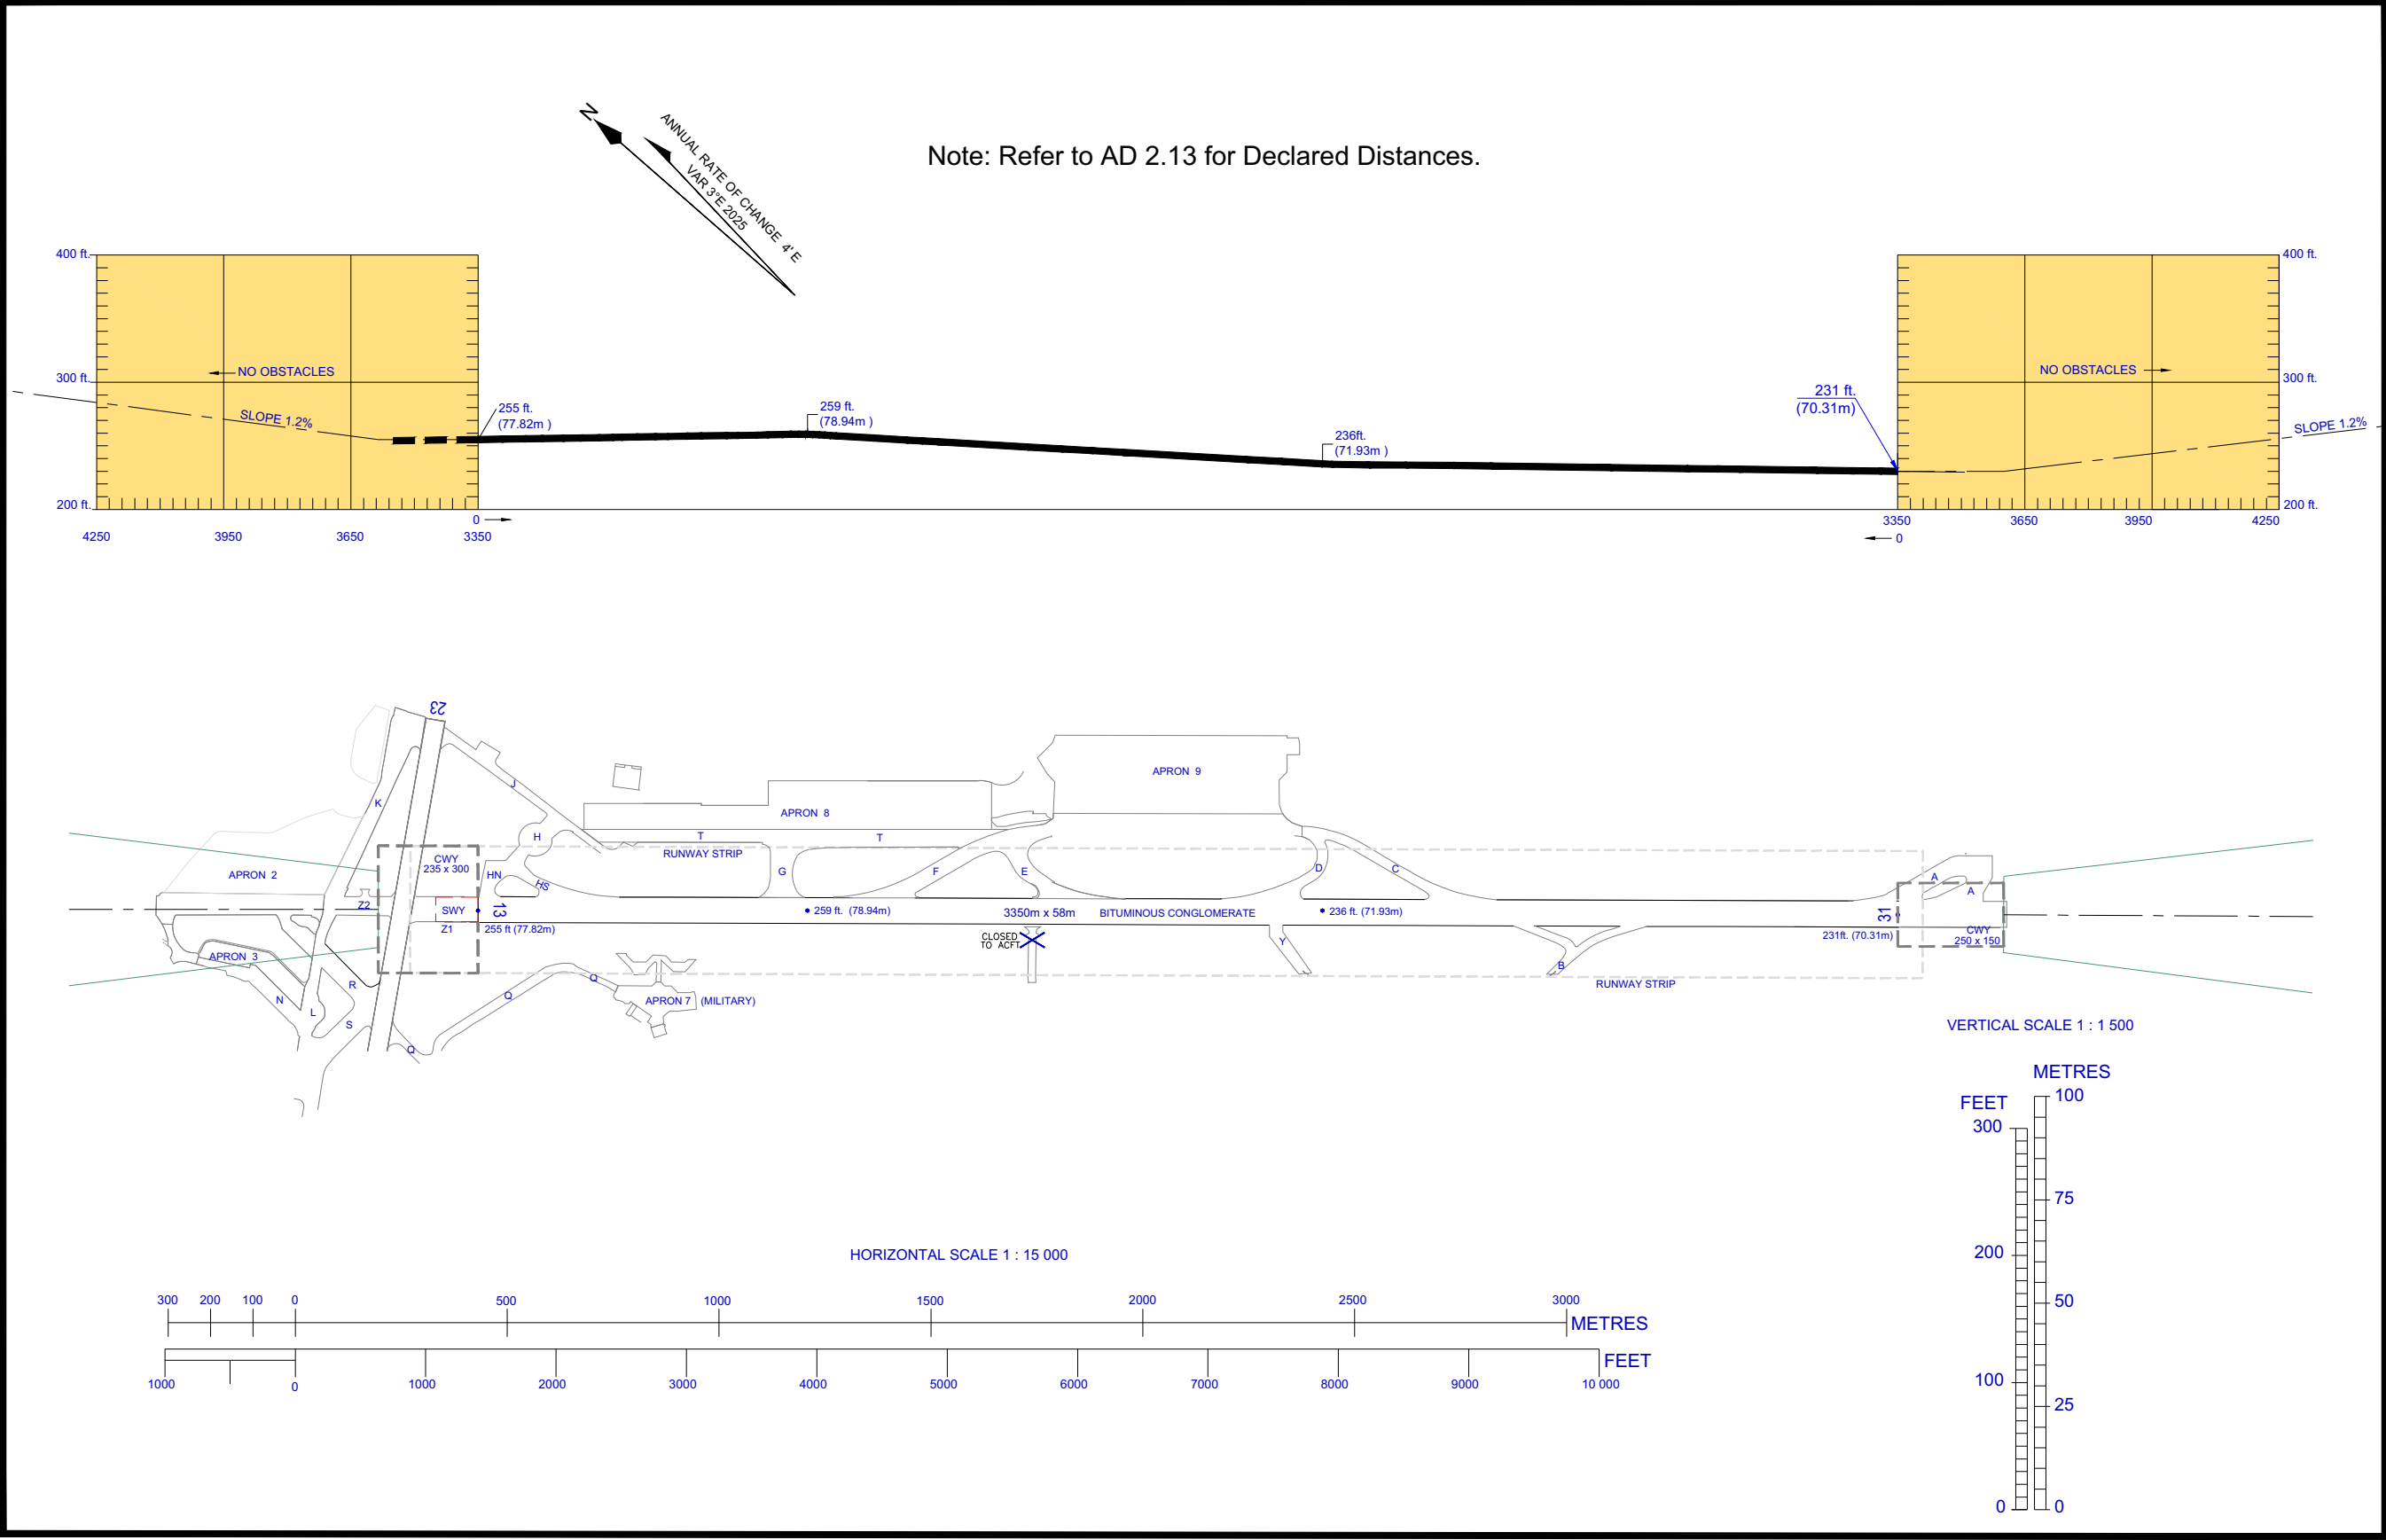 N
ANNUAL RATE OF CHANGE 4' E
VAR 3°E 2025
Note: Refer to AD 2.13 for Declared Distances.
400 ft.
300 ft.
200 ft.
NO OBSTACLES
SLOPE 1.2%
255 ft.
(77.82m )
259 ft.
(78.94m )
236ft.
(71.93m )
231 ft.
(70.31m)
NO OBSTACLES
SLOPE 1.2%
400 ft.
300 ft.
200 ft.
0
4250 3950 3650 3350
3350 3650 3950 4250
0
23
K
J
H
HN
HS
APRON 2
Z2
CWY
235 x 300
SWY
Z1
13
255 ft (77.82m)
APRON 3
N
L
R
S
Q
Q
Q
APRON 7 (MILITARY)
APRON 8
T
T
RUNWAY STRIP
G
F
E
APRON 9
D
C
259 ft. (78.94m)
3350m x 58m
BITUMINOUS CONGLOMERATE
236 ft. (71.93m)
CLOSED
TO ACFT
Y
B
RUNWAY STRIP
A
A
31
231ft. (70.31m)
CWY
250 x 150
VERTICAL SCALE 1 : 1 500
METRES
100
75
50
25
0
FEET
300
200
100
0
HORIZONTAL SCALE 1 : 15 000
300 200 100 0 500 1000 1500 2000 2500 3000
METRES
FEET
1000 0 1000 2000 3000 4000 5000 6000 7000 8000 9000 10 000